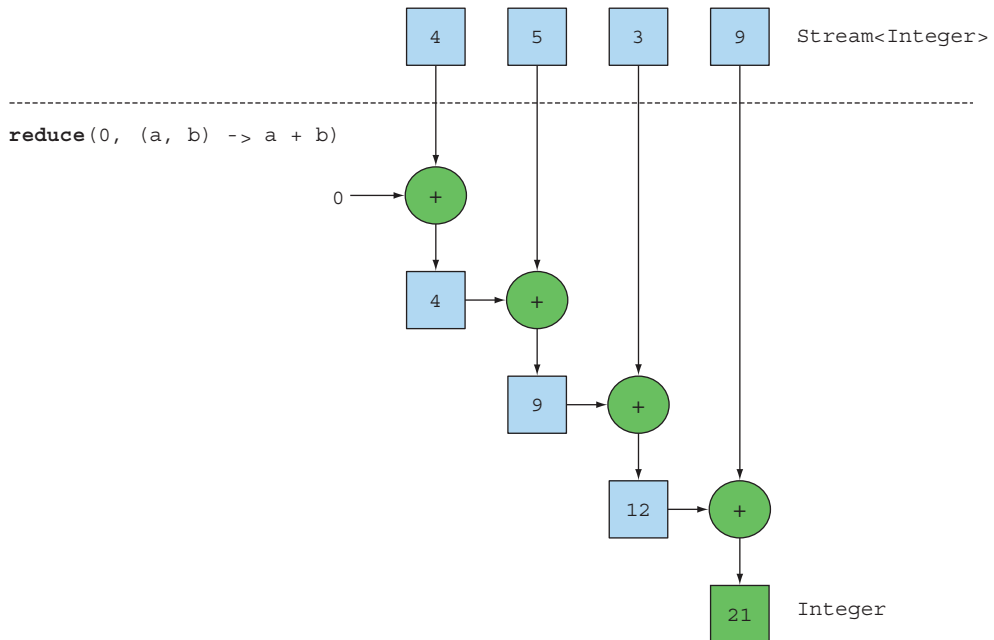 4 5 3 9 Stream<Integer>
reduce(0, (a, b) -> a + b)
0 +
4 +
9 +
12 +
21 Integer